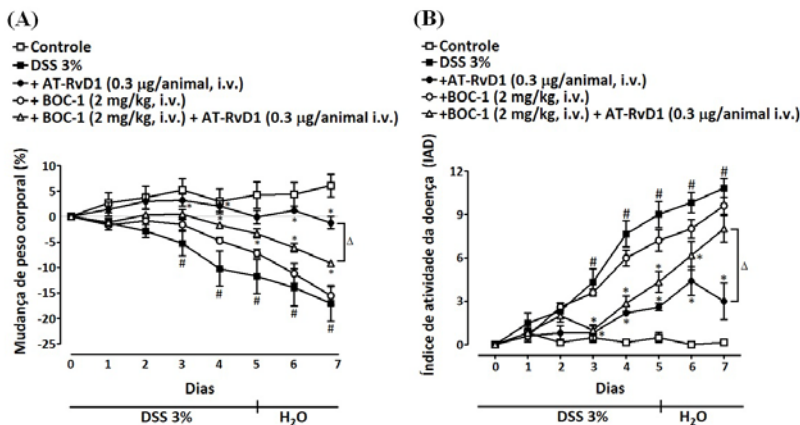 (A)
Controle
DSS 3%
+ AT-RvD1 (0.3 µg/animal, i.v.)
+ BOC-1 (2 mg/kg, i.v.)
+ BOC-1 (2 mg/kg, i.v.) + AT-RvD1 (0.3 µg/animal i.v.)
Mudança de peso corporal (%)
10
5
0
-5
-10
-15
-20
-25
* * * * * * * * *
# # # # #
Δ
0 1 2 3 4 5 6 7
Dias
DSS 3% H₂O
(B)
Controle
DSS 3%
+AT-RvD1 (0.3 µg/animal, i.v.)
+BOC-1 (2 mg/kg, i.v.)
+BOC-1 (2 mg/kg, i.v.) + AT-RvD1 (0.3 µg/animal i.v.)
Índice de atividade da doença (IAD)
12
9
6
3
0
# # # # #
* * * * * * * *
Δ
0 1 2 3 4 5 6 7
Dias
DSS 3% H₂O